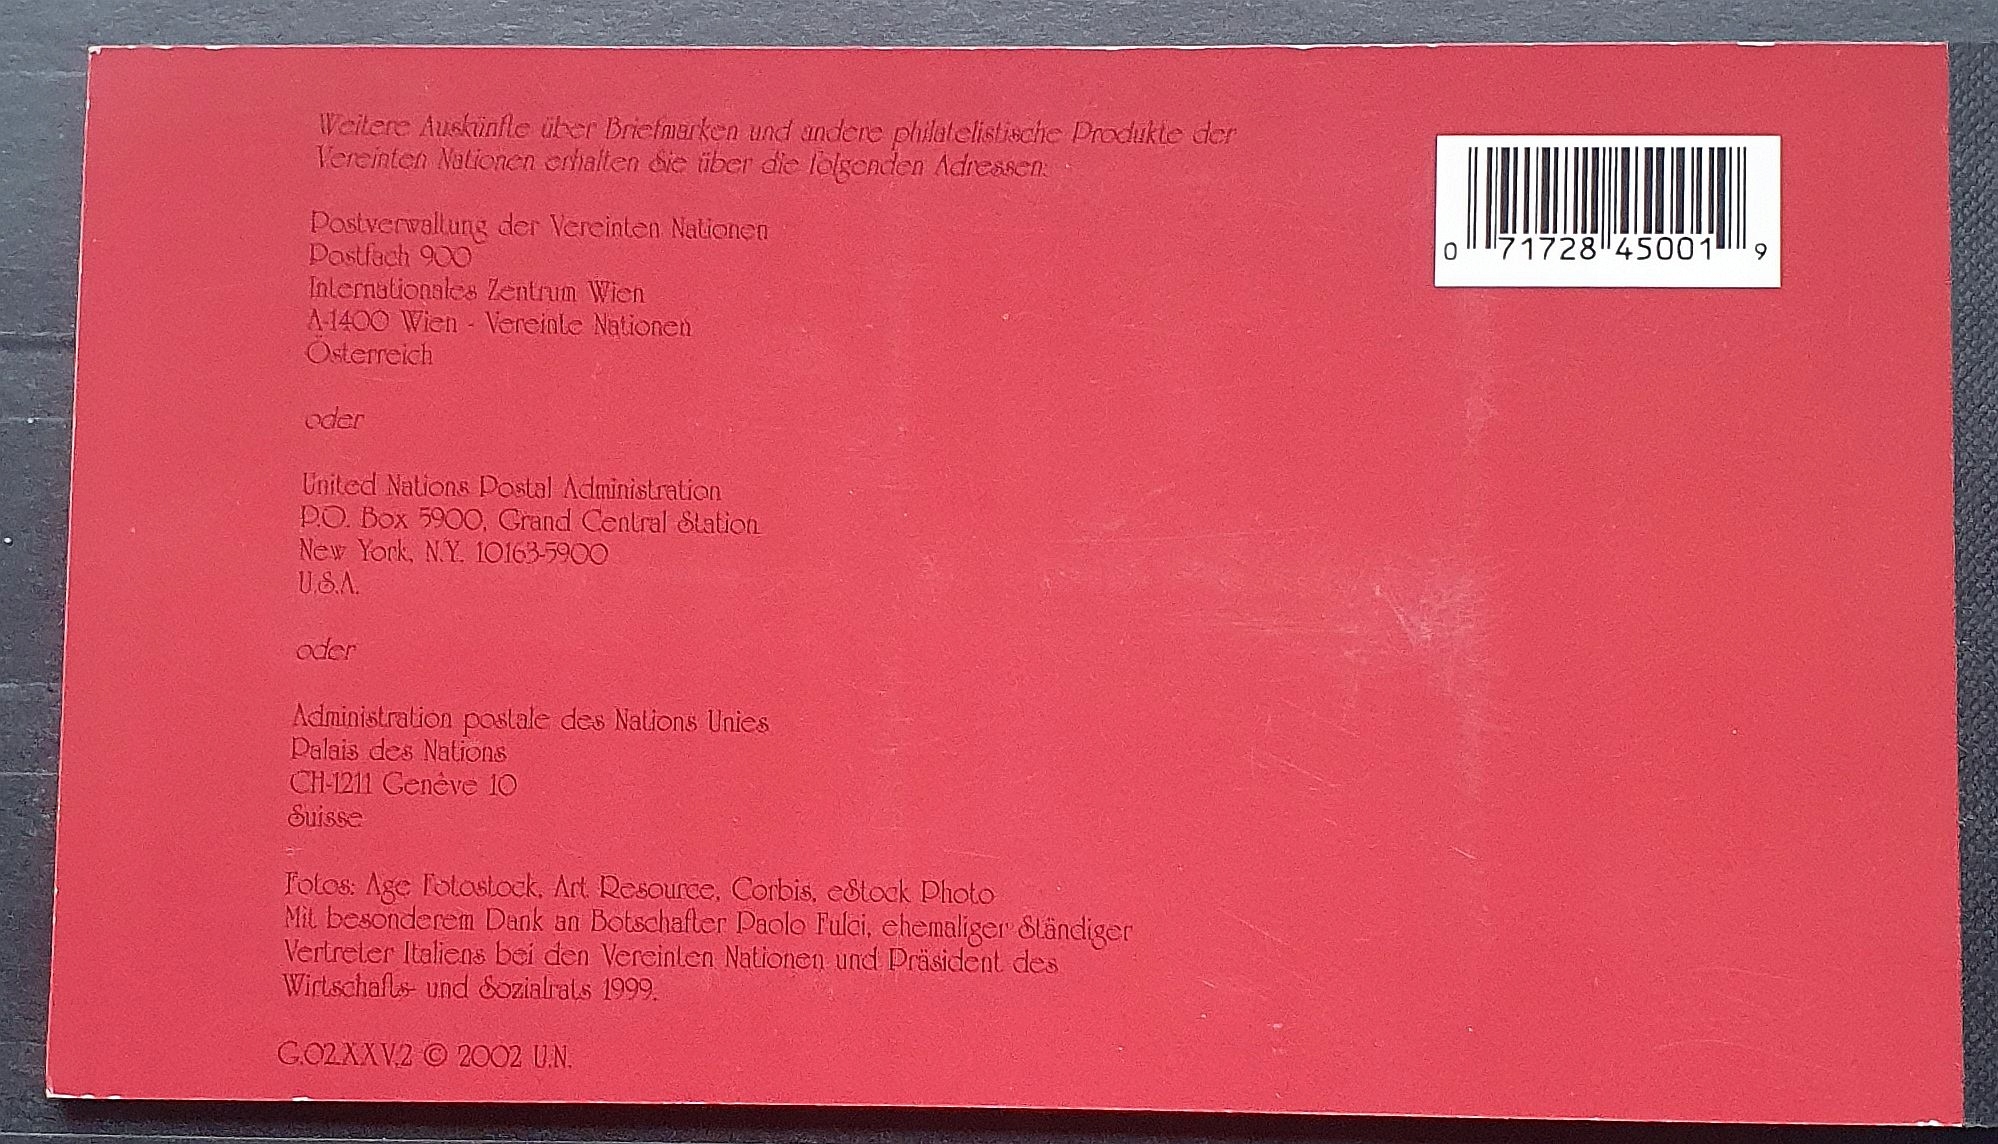 Weitere Auskünfte über Briefmarken und andere philatelistische Produkte der
Vereinten Nationen erhalten Sie über die folgenden Adressen:
Postverwaltung der Vereinten Nationen
Postfach 900
Internationales Zentrum Wien
A-1400 Wien - Vereinte Nationen
Österreich
oder
United Nations Postal Administration
P.O. Box 5900, Grand Central Station
New York, N.Y. 10163-5900
U.S.A.
oder
Administration postale des Nations Unies
Palais des Nations
CH-1211 Genève 10
Suisse
Fotos: Age Fotostock, Art Resource, Corbis, eStock Photo
Mit besonderem Dank an Botschafter Paolo Fulci, ehemaliger Ständiger
Vertreter Italiens bei den Vereinten Nationen und Präsident des
Wirtschafts- und Sozialrats 1999.
G.02.XX.V.2 © 2002 U.N.
0 71728 45001 9